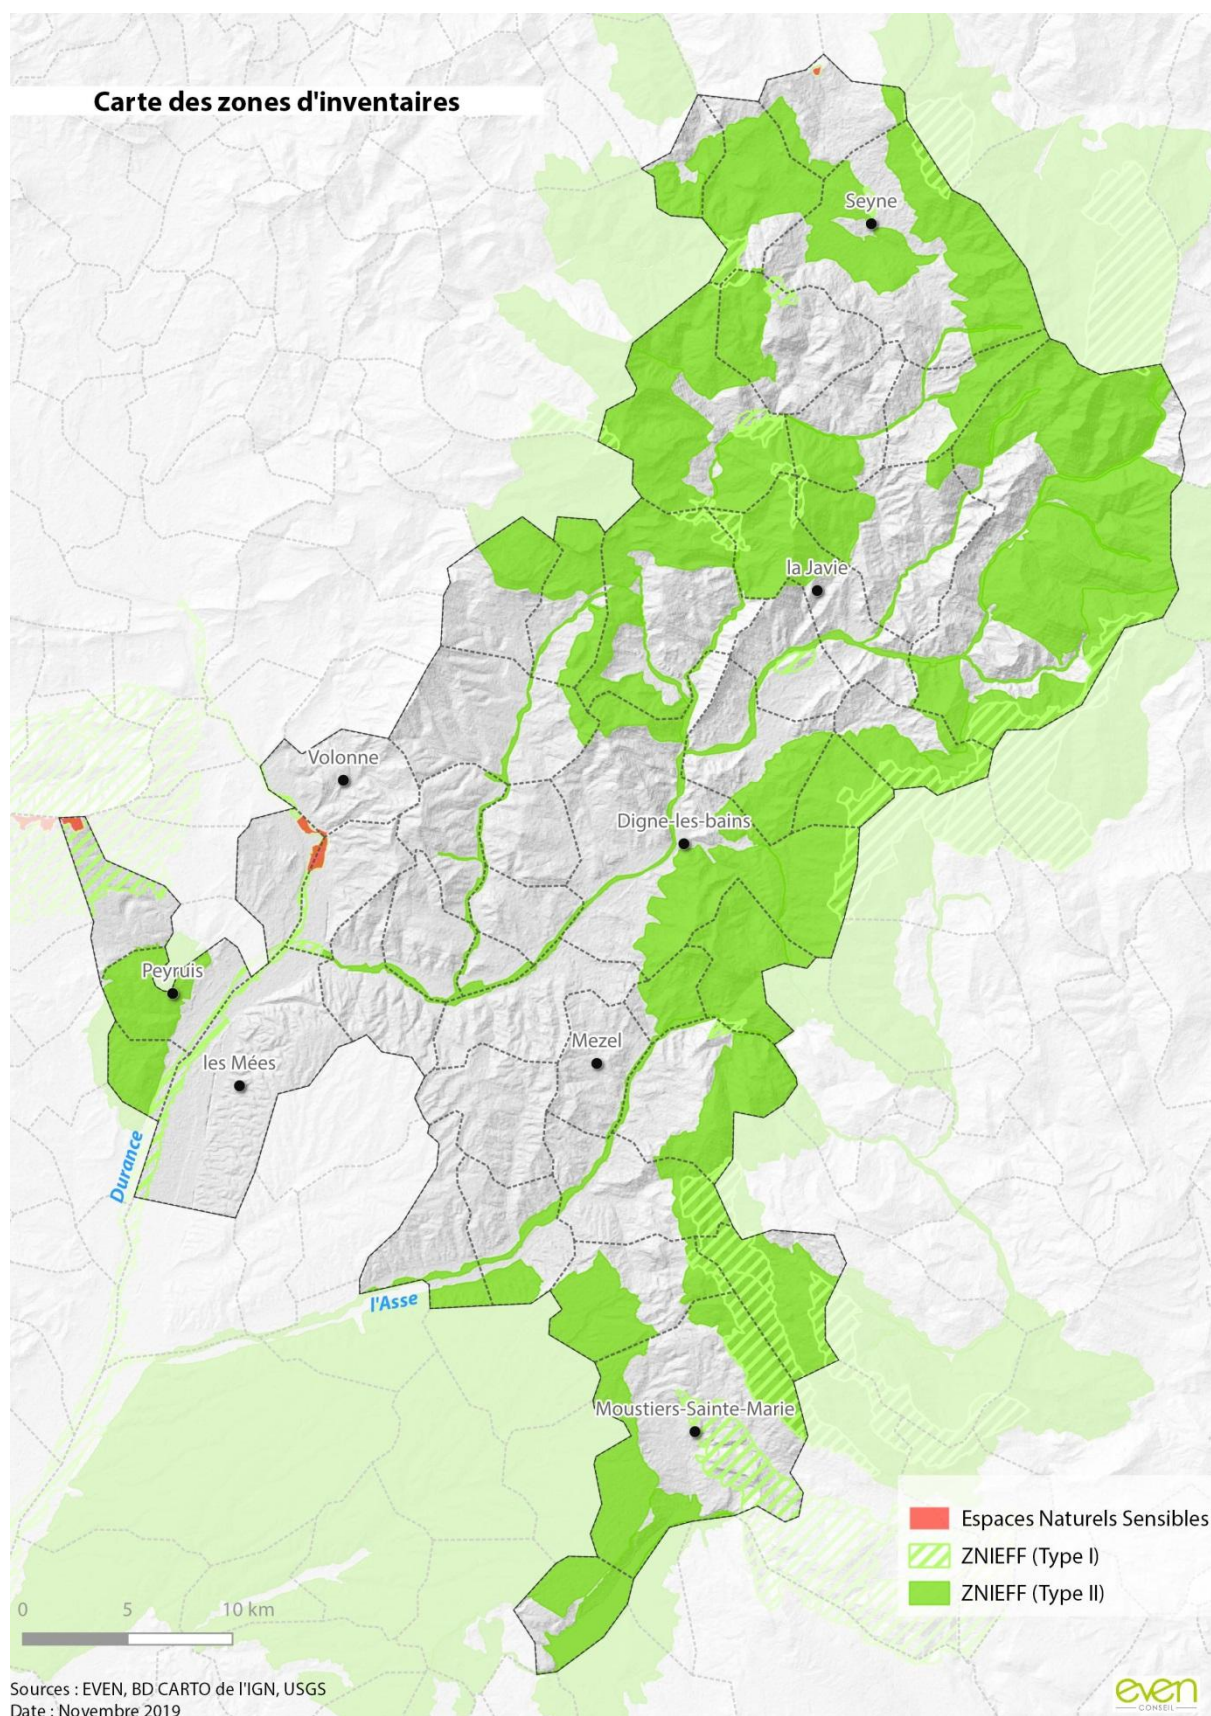 Carte des zones d'inventaires
Seyne
la Javie
Volonne
Digne-les-bains
Peyruis
Mezel
les Mées
Durance
l'Asse
Moustiers-Sainte-Marie
Espaces Naturels Sensibles
ZNIEFF (Type I)
ZNIEFF (Type II)
0 5 10 km
Sources : EVEN, BD CARTO de l'IGN, USGS
Date : Novembre 2019
even
CONSEIL